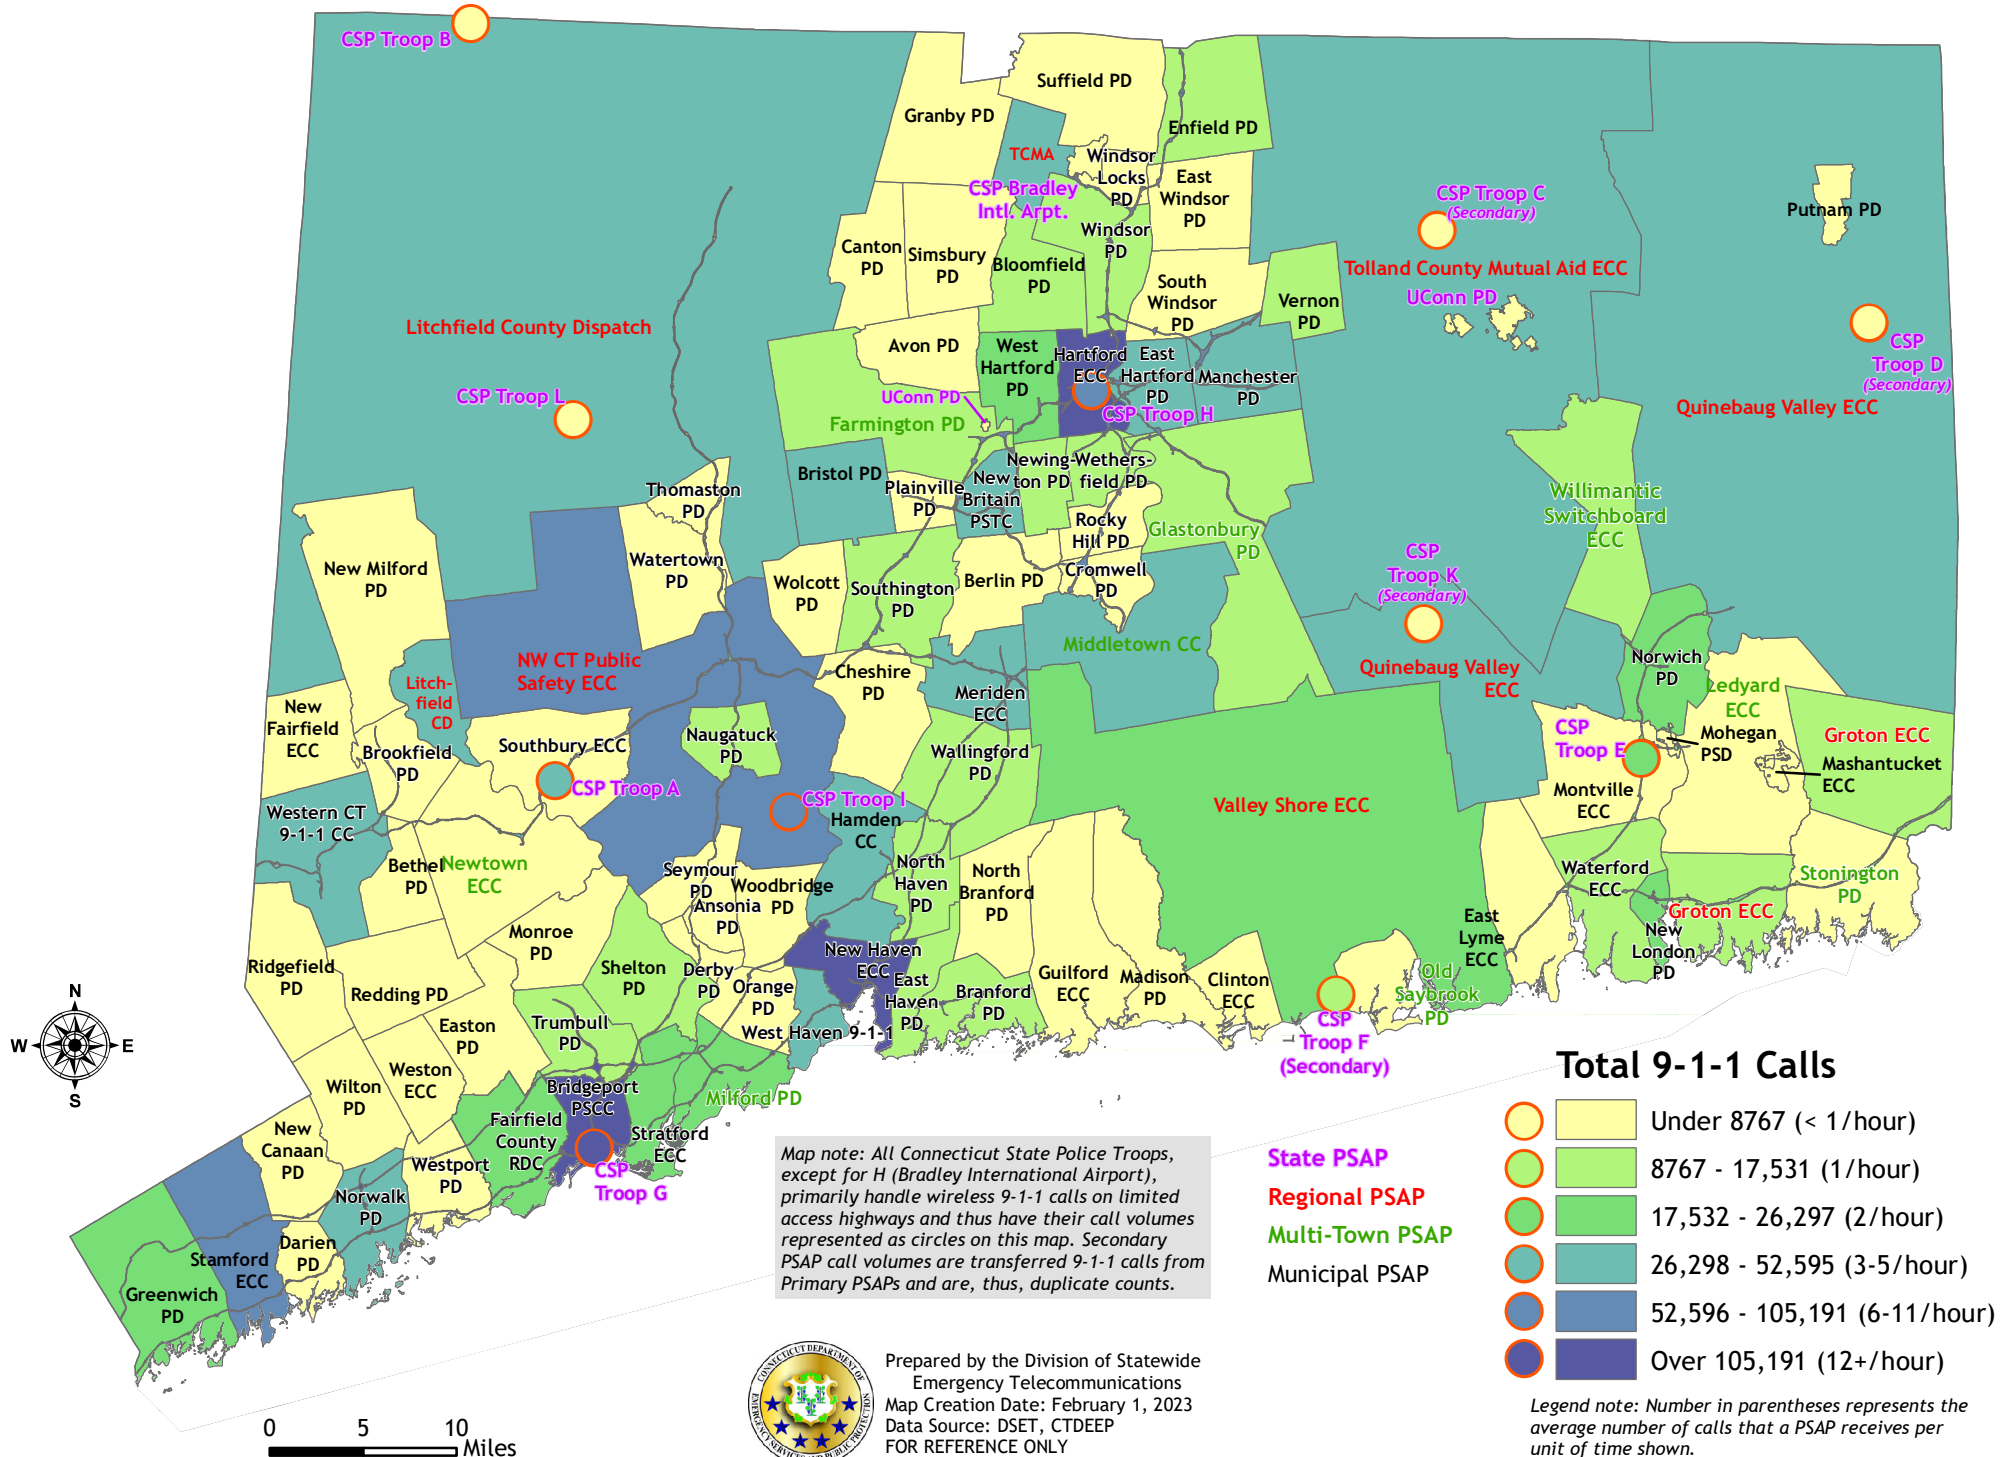 CSP Troop B
Suffield PD
Granby PD
Enfield PD
TCMA
Windsor
Locks
PD
CSP Bradley
Intl. Arpt.
East
Windsor
PD
CSP Troop C
(Secondary)
Putnam PD
Canton
PD
Simsbury
PD
Windsor
PD
Bloomfield
PD
Tolland County Mutual Aid ECC
UConn PD
South
Windsor
PD
Vernon
PD
Litchfield County Dispatch
Avon PD
West
Hartford
PD
Hartford
ECC
East
Hartford
PD
Manchester
PD
CSP
Troop D
(Secondary)
CSP Troop L
UConn PD
Farmington PD
CSP Troop H
Quinebaug Valley ECC
Bristol PD
Newing-
ton PD
Wethers-
field PD
Thomaston
PD
Plainville
PD
New
Britain
PSTC
Rocky
Hill PD
Glastonbury
PD
Willimantic
Switchboard
ECC
New Milford
PD
Watertown
PD
Wolcott
PD
Southington
PD
Berlin PD
Cromwell
PD
CSP
Troop K
(Secondary)
Middletown CC
NW CT Public
Safety ECC
Cheshire
PD
Quinebaug Valley
ECC
Norwich
PD
Litch-
field
CD
Meriden
ECC
Ledyard
ECC
New
Fairfield
ECC
Brookfield
PD
Southbury ECC
Naugatuck
PD
Wallingford
PD
CSP
Troop E
Mohegan
PSD
Groton ECC
Mashantucket
ECC
CSP Troop A
CSP Troop I
Montville
ECC
Western CT
9-1-1 CC
Hamden
CC
Valley Shore ECC
Bethel
PD
Newtown
ECC
Seymour
PD
Woodbridge
PD
North
Haven
PD
North
Branford
PD
Waterford
ECC
Stonington
PD
Ansonia
PD
Groton ECC
Monroe
PD
East
Lyme
ECC
New
London
PD
Ridgefield
PD
Redding PD
Shelton
PD
Derby
PD
Orange
PD
New Haven
ECC
East
Haven
PD
Branford
PD
Guilford
ECC
Madison
PD
Clinton
ECC
Old
Saybrook
PD
Easton
PD
Trumbull
PD
West Haven 9-1-1
CSP
Troop F
(Secondary)
Weston
ECC
Wilton
PD
Bridgeport
PSCC
Milford PD
New
Canaan
PD
Fairfield
County
RDC
Stratford
ECC
Westport
PD
CSP
Troop G
Norwalk
PD
Darien
PD
Stamford
ECC
Greenwich
PD
N
W
E
S
Map note: All Connecticut State Police Troops,
except for H (Bradley International Airport),
primarily handle wireless 9-1-1 calls on limited
access highways and thus have their call volumes
represented as circles on this map. Secondary
PSAP call volumes are transferred 9-1-1 calls from
Primary PSAPs and are, thus, duplicate counts.
State PSAP
Regional PSAP
Multi-Town PSAP
Municipal PSAP
Total 9-1-1 Calls
Under 8767 (< 1/hour)
8767 - 17,531 (1/hour)
17,532 - 26,297 (2/hour)
26,298 - 52,595 (3-5/hour)
52,596 - 105,191 (6-11/hour)
Over 105,191 (12+/hour)
Legend note: Number in parentheses represents the
average number of calls that a PSAP receives per
unit of time shown.
CONNECTICUT DEPARTMENT OF
EMERGENCY SERVICES AND PUBLIC PROTECTION
Prepared by the Division of Statewide
Emergency Telecommunications
Map Creation Date: February 1, 2023
Data Source: DSET, CTDEEP
FOR REFERENCE ONLY
0 5 10
Miles